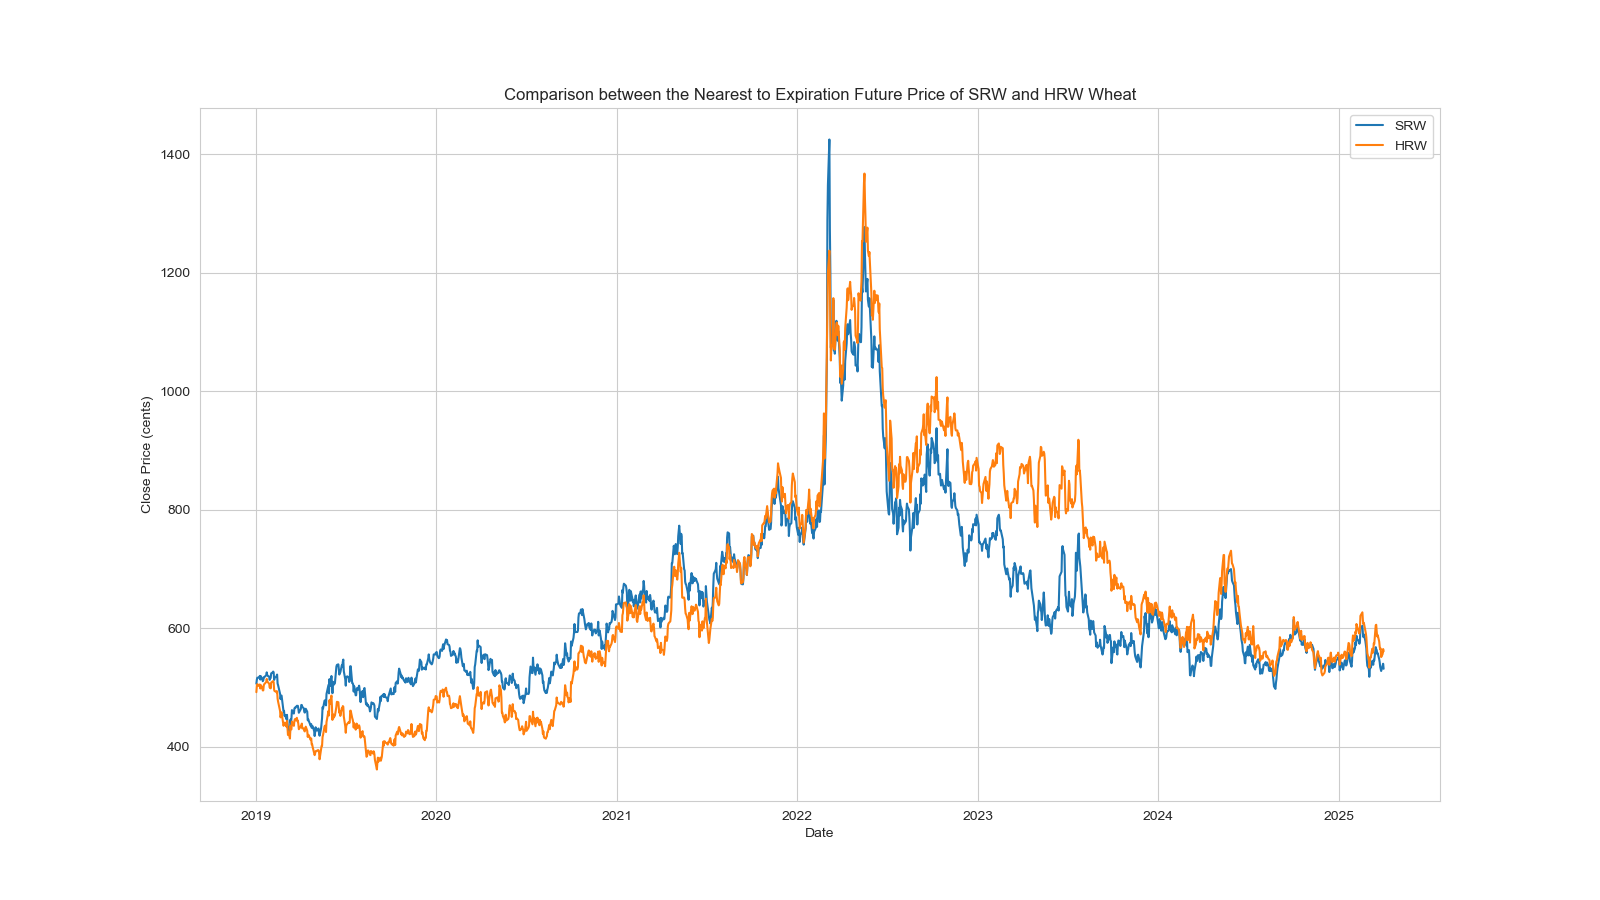 Comparison between the Nearest to Expiration Future Price of SRW and HRW Wheat
SRW
HRW
Close Price (cents)
1400
1200
1000
800
600
400
2019
2020
2021
2022
2023
2024
2025
Date